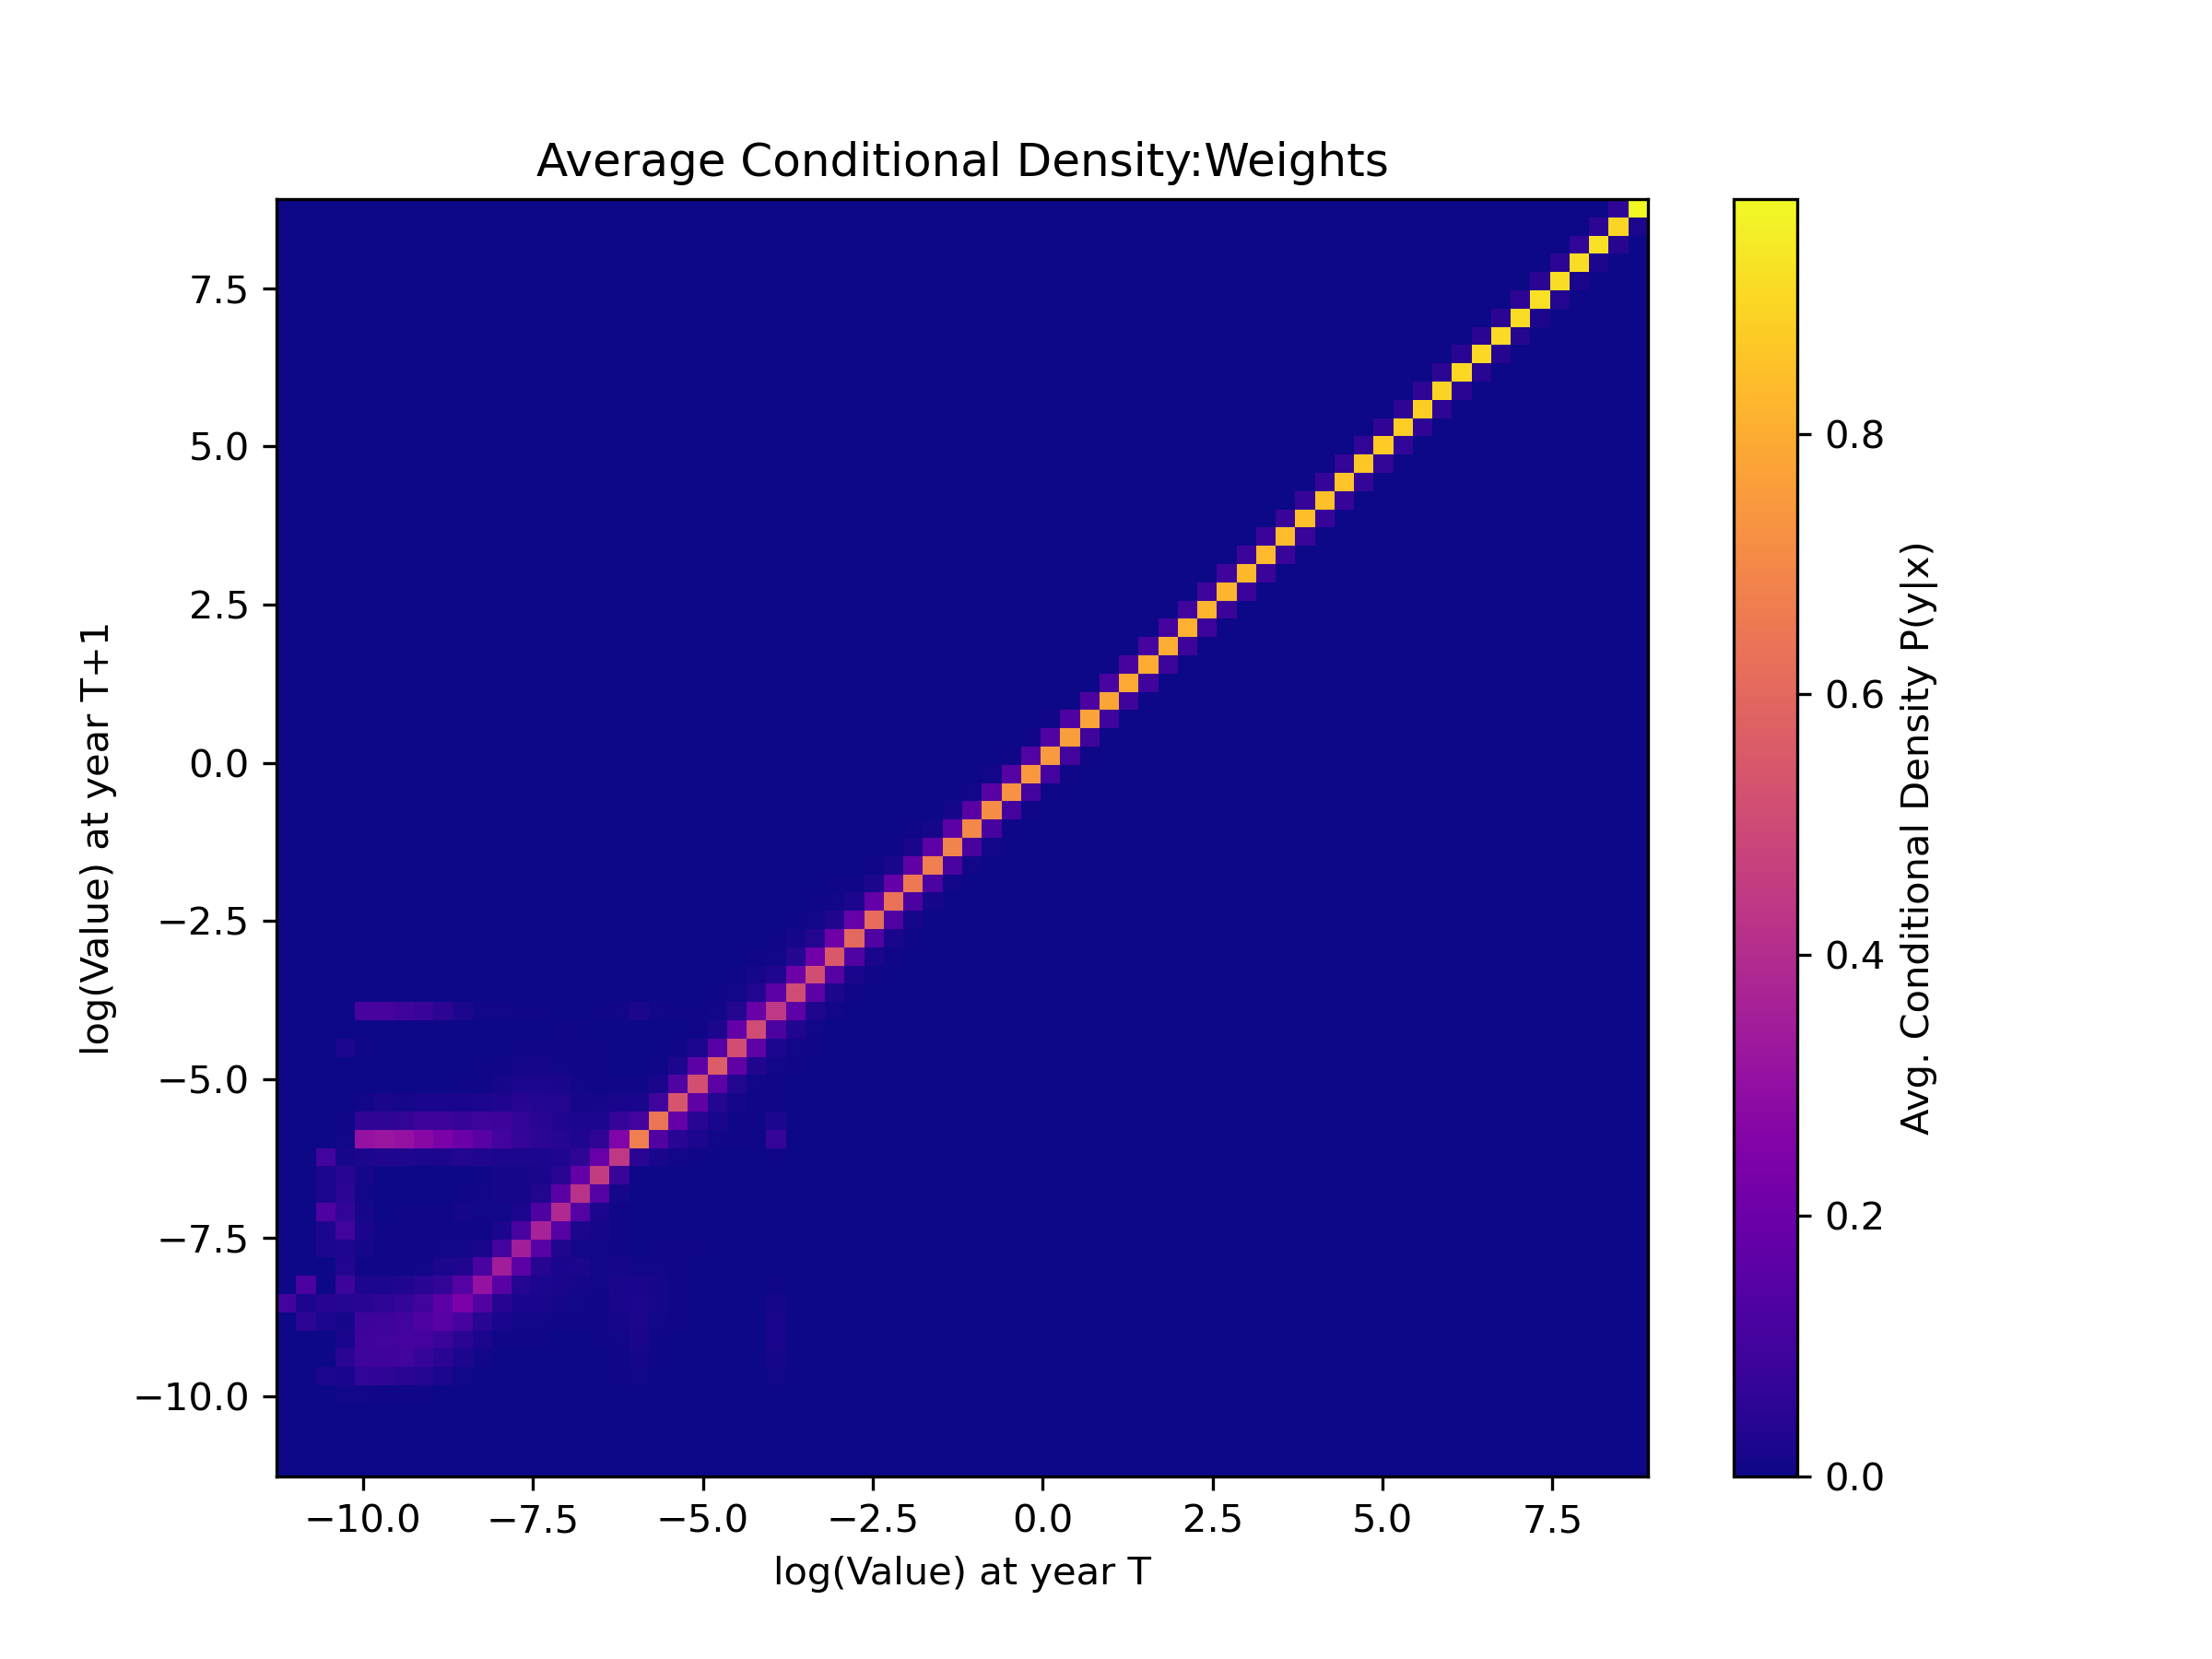 Average Conditional Density:Weights
7.5
5.0
2.5
0.0
−2.5
−5.0
−7.5
−10.0
log(Value) at year T+1
−10.0 −7.5 −5.0 −2.5 0.0 2.5 5.0 7.5
log(Value) at year T
0.8
0.6
0.4
0.2
0.0
Avg. Conditional Density P(y|x)